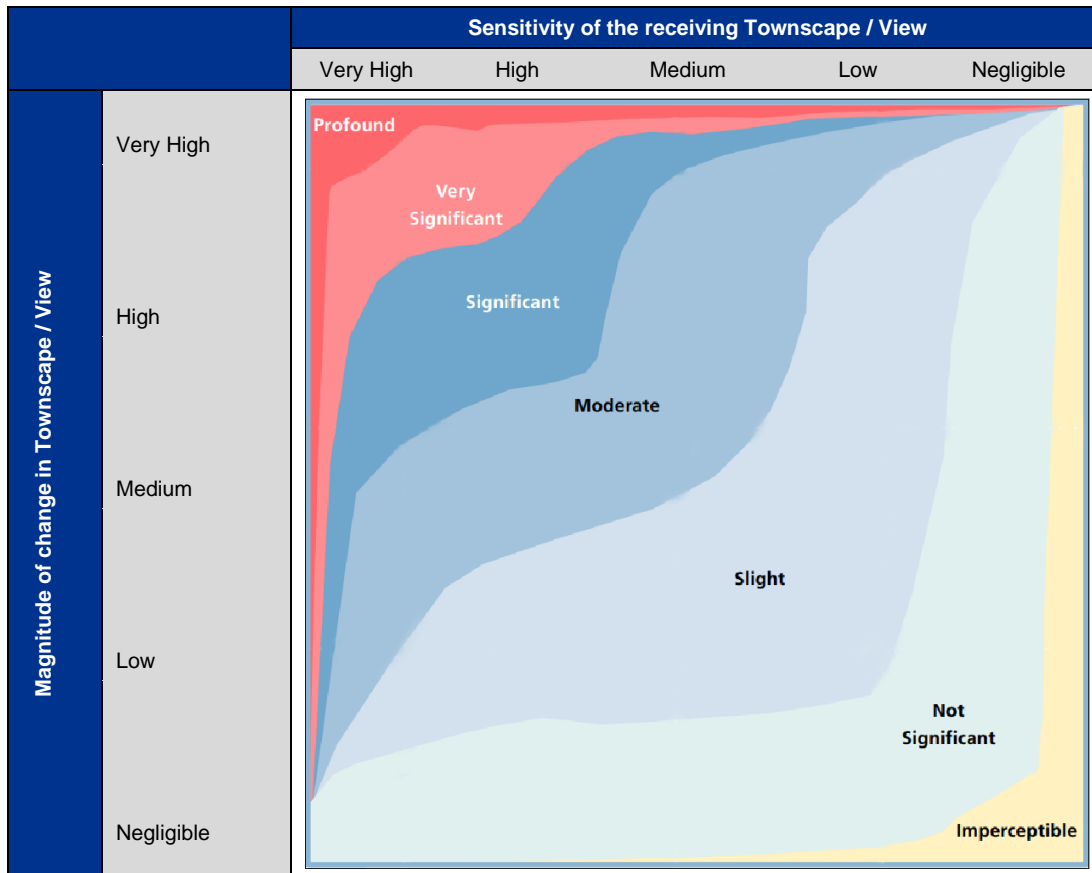 Sensitivity of the receiving Townscape / View
Very High
High
Medium
Low
Negligible
Magnitude of change in Townscape / View
Very High
High
Medium
Low
Negligible
Profound
Very
Significant
Significant
Moderate
Slight
Not
Significant
Imperceptible